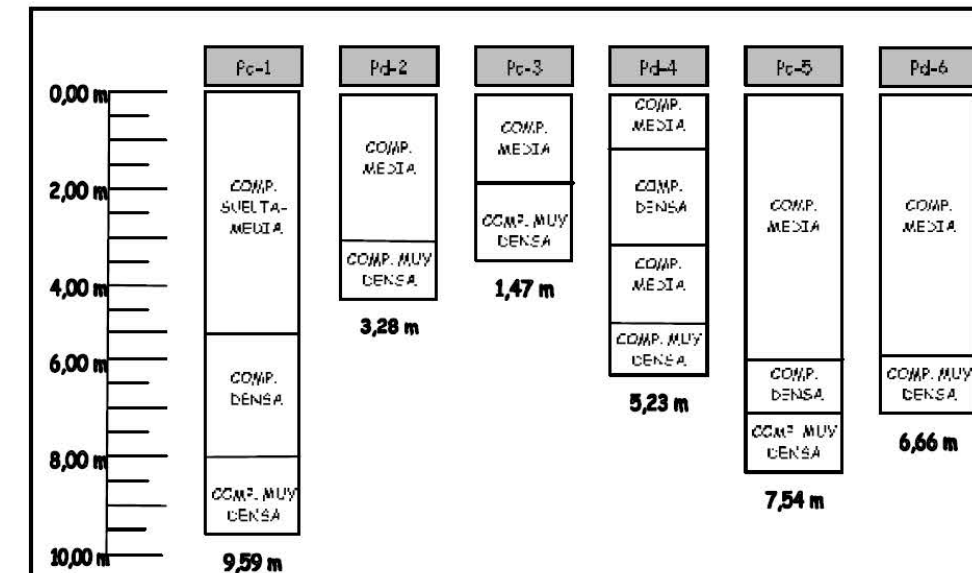 Pc-1
Pd-2
Pc-3
Pd-4
Pc-5
Pd-6
0,00 m
2,00 m
4,00 m
6,00 m
8,00 m
10,00 m
COMP.
SUELTA-
MEDIA
COMP.
DENSA
COMP. MUY
DENSA
9,59 m
COMP.
MEDIA
COMP. MUY
DENSA
3,28 m
COMP.
MEDIA
COMP. MUY
DENSA
1,47 m
COMP.
MEDIA
COMP.
DENSA
COMP.
MEDIA
COMP. MUY
DENSA
5,23 m
COMP.
MEDIA
COMP.
DENSA
COMP. MUY
DENSA
7,54 m
COMP.
MEDIA
COMP. MUY
DENSA
6,66 m